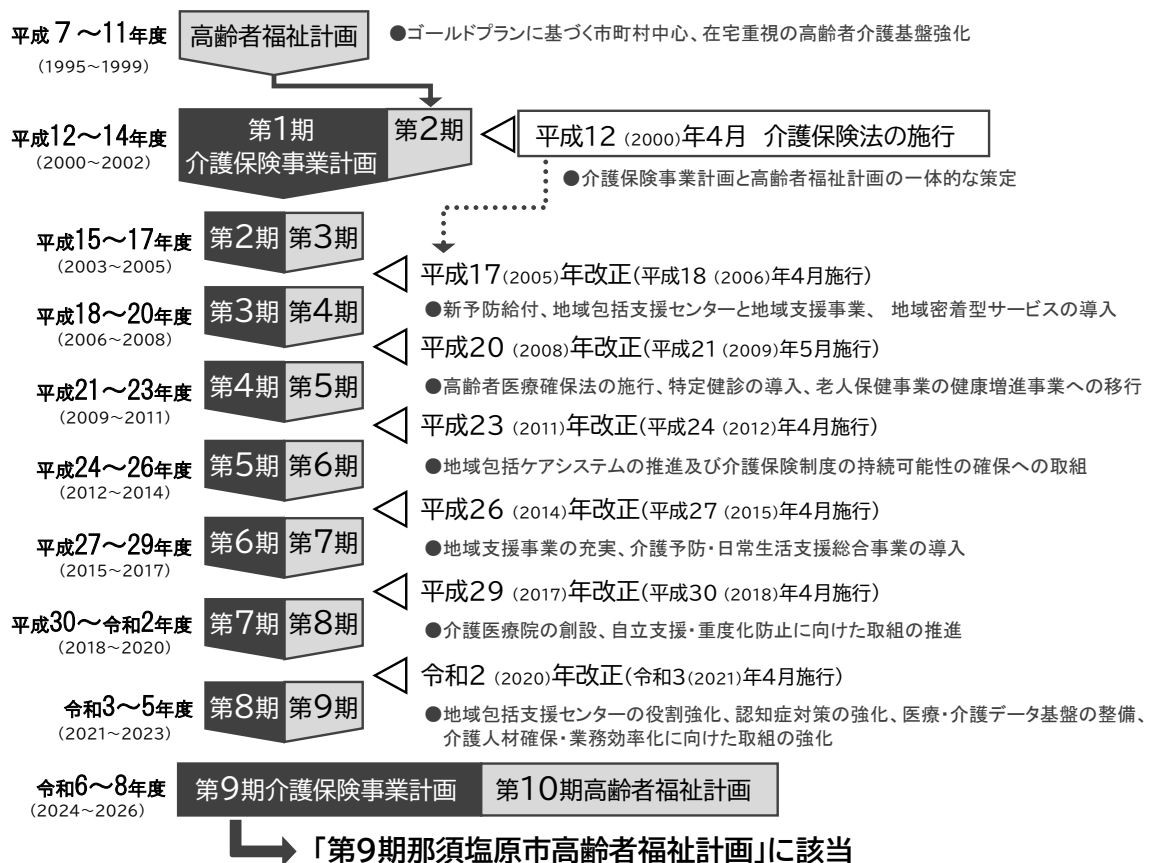 平成7～11年度 高齢者福祉計画 ●ゴールドプランに基づく市町村中心、在宅重視の高齢者介護基盤強化
(1995~1999)
平成12～14年度 第1期 第2期 平成12 (2000)年4月 介護保険法の施行
(2000~2002) 介護保険事業計画
●介護保険事業計画と高齢者福祉計画の一体的な策定
平成15～17年度 第2期 第3期
(2003~2005)
平成17(2005)年改正(平成18 (2006)年4月施行)
平成18～20年度 第3期 第4期 ●新予防給付、地域包括支援センターと地域支援事業、 地域密着型サービスの導入
(2006~2008)
平成20 (2008)年改正(平成21 (2009)年5月施行)
平成21～23年度 第4期 第5期 ●高齢者医療確保法の施行、特定健診の導入、老人保健事業の健康増進事業への移行
(2009~2011)
平成23 (2011)年改正(平成24 (2012)年4月施行)
平成24～26年度 第5期 第6期 ●地域包括ケアシステムの推進及び介護保険制度の持続可能性の確保への取組
(2012~2014)
平成26 (2014)年改正(平成27 (2015)年4月施行)
平成27～29年度 第6期 第7期 ●地域支援事業の充実、介護予防・日常生活支援総合事業の導入
(2015~2017)
平成29 (2017)年改正(平成30 (2018)年4月施行)
平成30～令和2年度 第7期 第8期 ●介護医療院の創設、自立支援・重度化防止に向けた取組の推進
(2018~2020)
令和2 (2020)年改正(令和3(2021)年4月施行)
令和3～5年度 第8期 第9期 ●地域包括支援センターの役割強化、認知症対策の強化、医療・介護データ基盤の整備、
(2021~2023) 介護人材確保・業務効率化に向けた取組の強化
令和6～8年度 第9期介護保険事業計画 第10期高齢者福祉計画
(2024~2026)
「第9期那須塩原市高齢者福祉計画」に該当